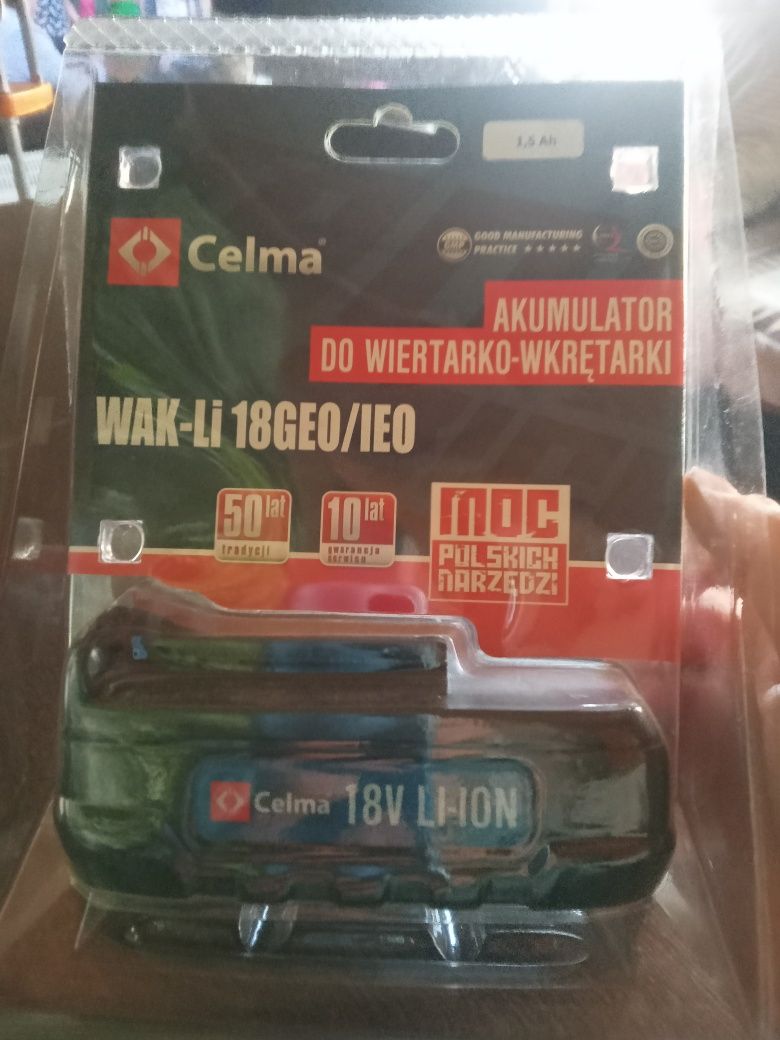 1,5 Ah
Celma
GMP
GOOD MANUFACTURING
PRACTICE ★★★★★
AKUMULATOR
DO WIERTARKO-WKRĘTARKI
WAK-Li 18GEO/IEO
50 lat
tradycji
10 lat
gwarancja
serwisu
MOC
POLSKICH
NARZĘDZI
Celma 18V LI-ION